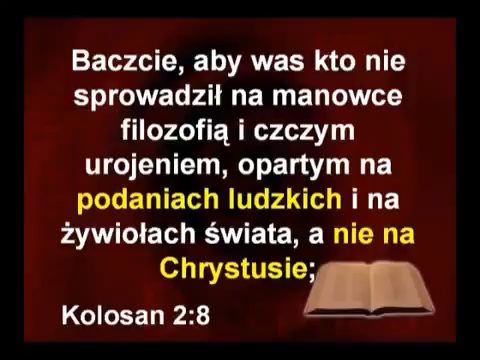 Baczcie, aby was kto nie
sprowadził na manowce
filozofią i czczym
urojeniem, opartym na
podaniach ludzkich i na
żywiołach świata, a nie na
Chrystusie;
Kolosan 2:8